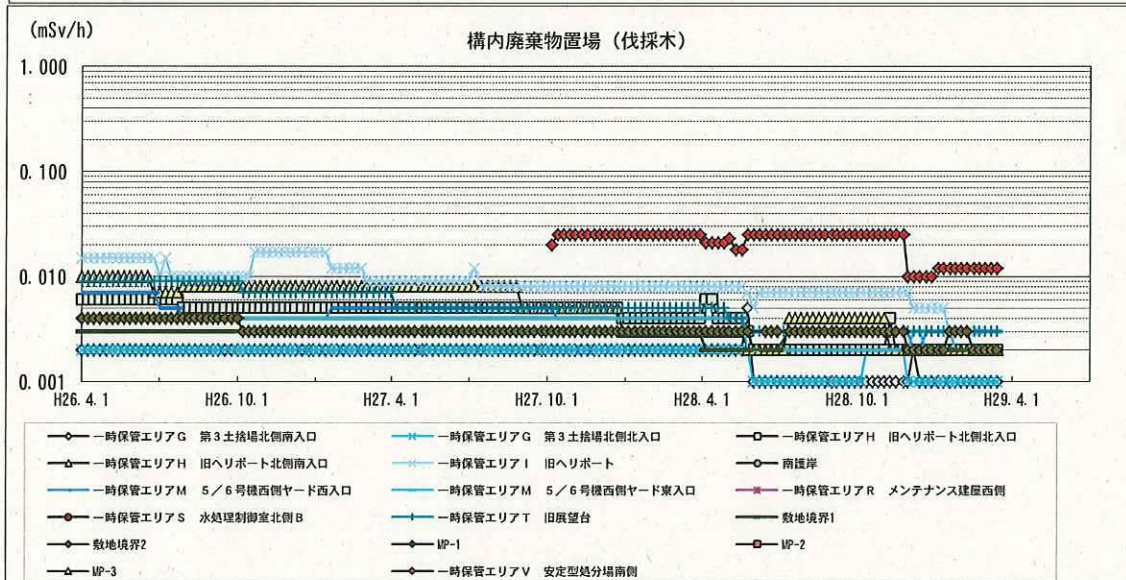 (mSv/h)
構内廃棄物置場（伐採木）
1.000
0.100
0.010
0.001
H26.4.1 H26.10.1 H27.4.1 H27.10.1 H28.4.1 H28.10.1 H29.4.1
一時保管エリアG 第3土捨場北側南入口 一時保管エリアG 第3土捨場北側北入口 一時保管エリアH 旧ヘリポート北側北入口
一時保管エリアH 旧ヘリポート北側南入口 一時保管エリアI 旧ヘリポート 南護岸
一時保管エリアM 5／6号機西側ヤード西入口 一時保管エリアM 5／6号機西側ヤード東入口 一時保管エリアR メンテナンス建屋西側
一時保管エリアS 水処理制御室北側B 一時保管エリアT 旧展望台 敷地境界1
敷地境界2 MP-1 MP-2
MP-3 一時保管エリアV 安定型処分場南側